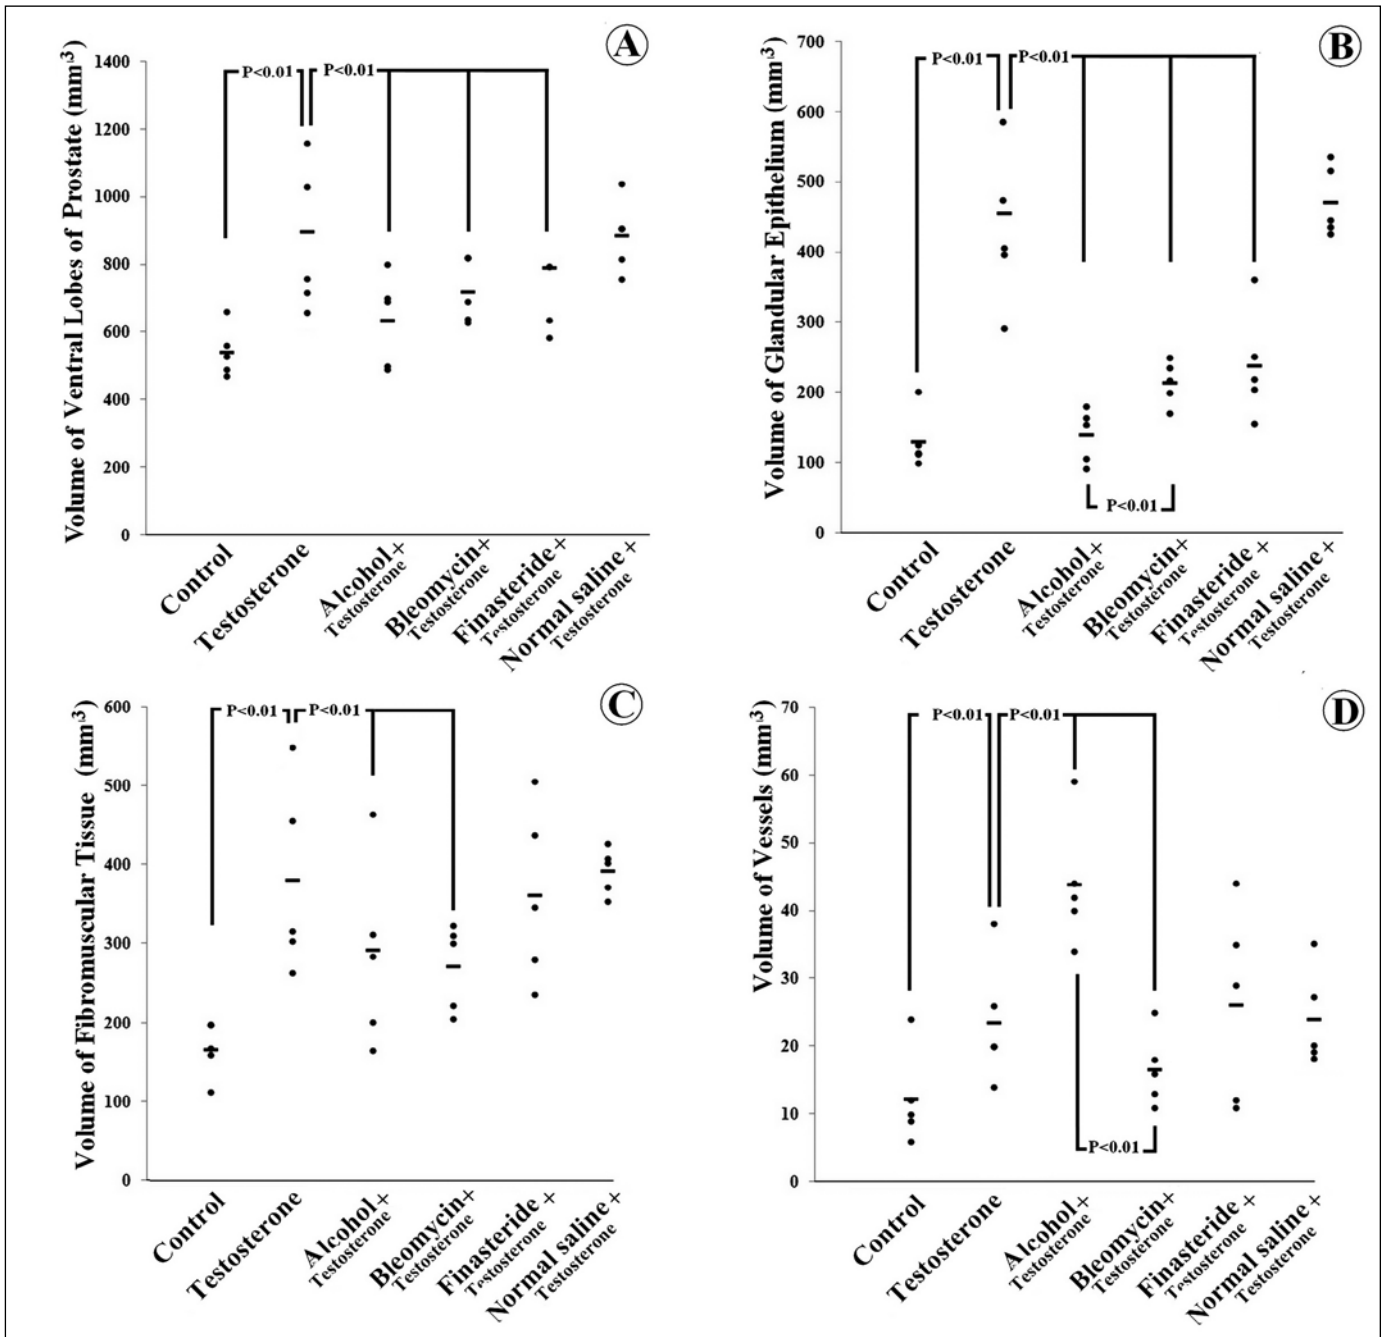 A
Volume of Ventral Lobes of Prostate (mm³)
1400
1200
1000
800
600
400
200
0
P<0.01
P<0.01
Control
Testosterone
Alcohol+
Testosterone
Bleomycin+
Testosterone
Finasteride+
Testosterone
Normal saline+
Testosterone
B
Volume of Glandular Epithelium (mm³)
700
600
500
400
300
200
100
0
P<0.01
P<0.01
P<0.01
Control
Testosterone
Alcohol+
Testosterone
Bleomycin+
Testosterone
Finasteride+
Testosterone
Normal saline+
Testosterone
C
Volume of Fibromuscular Tissue (mm³)
600
500
400
300
200
100
0
P<0.01
P<0.01
Control
Testosterone
Alcohol+
Testosterone
Bleomycin+
Testosterone
Finasteride+
Testosterone
Normal saline+
Testosterone
D
Volume of Vessels (mm³)
70
60
50
40
30
20
10
0
P<0.01
P<0.01
P<0.01
Control
Testosterone
Alcohol+
Testosterone
Bleomycin+
Testosterone
Finasteride+
Testosterone
Normal saline+
Testosterone